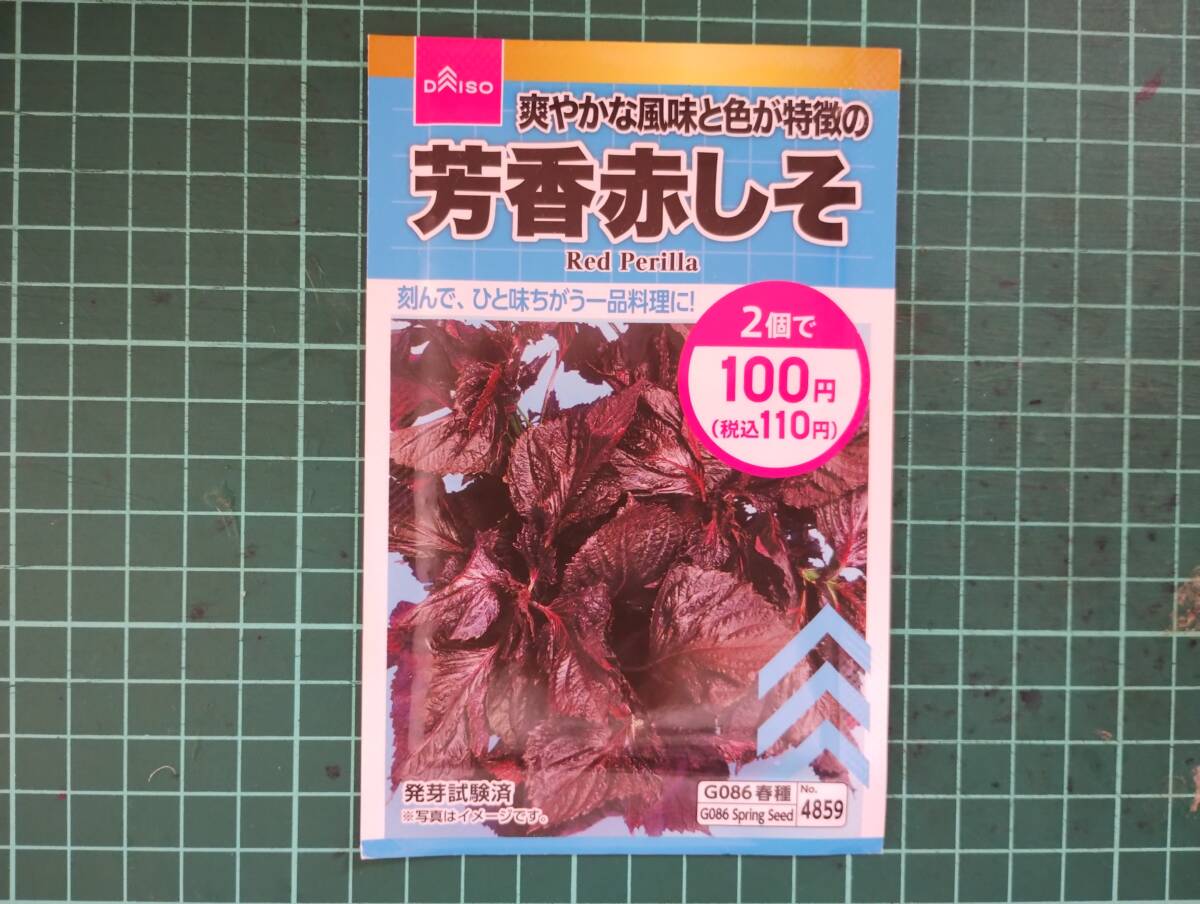 DAISO
爽やかな風味と色が特徴の
芳香赤しそ
Red Perilla
刻んで、ひと味ちがう一品料理に!
2個で
100円
(税込110円)
発芽試験済
※写真はイメージです。
G086 春種
G086 Spring Seed
No.
4859